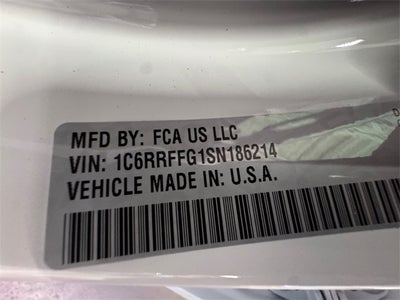 MFD BY: FCA US LLC
VIN: 1C6RRFFG1SN186214
VEHICLE MADE IN: U.S.A.